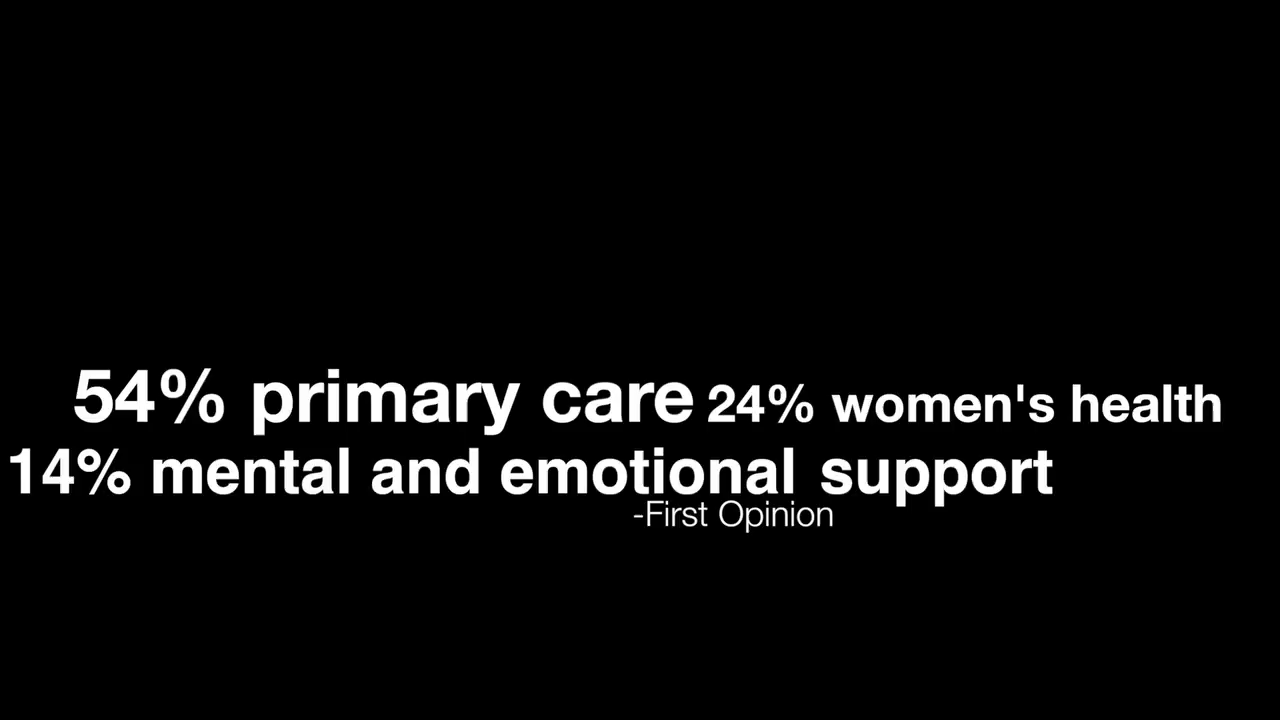 54% primary care 24% women's health
14% mental and emotional support
-First Opinion